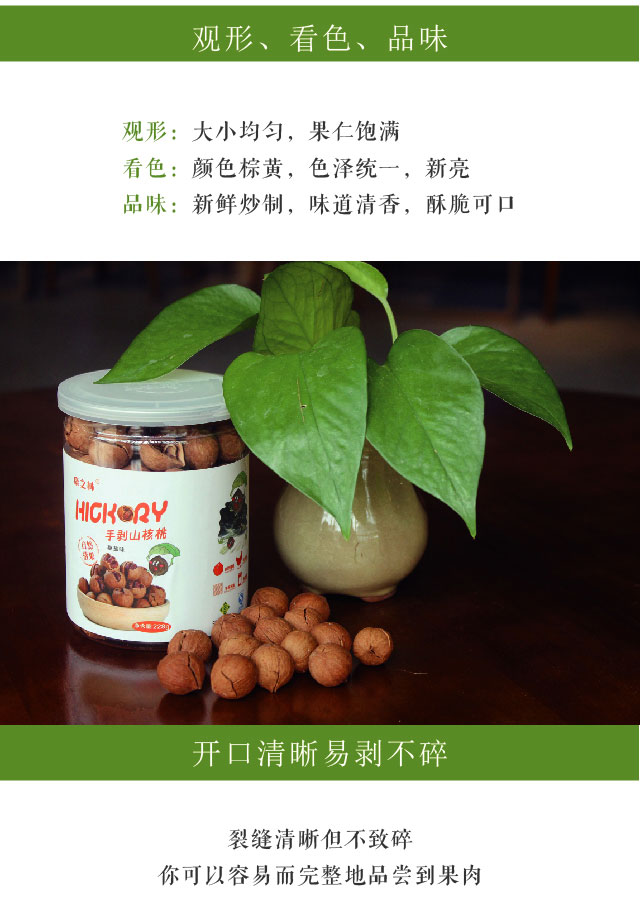 观形、看色、品味
观形：大小均匀，果仁饱满
看色：颜色棕黄，色泽统一，新亮
品味：新鲜炒制，味道清香，酥脆可口
HICKORY
手剥山核桃
开口清晰易剥不碎
裂缝清晰但不致碎
你可以容易而完整地品尝到果肉